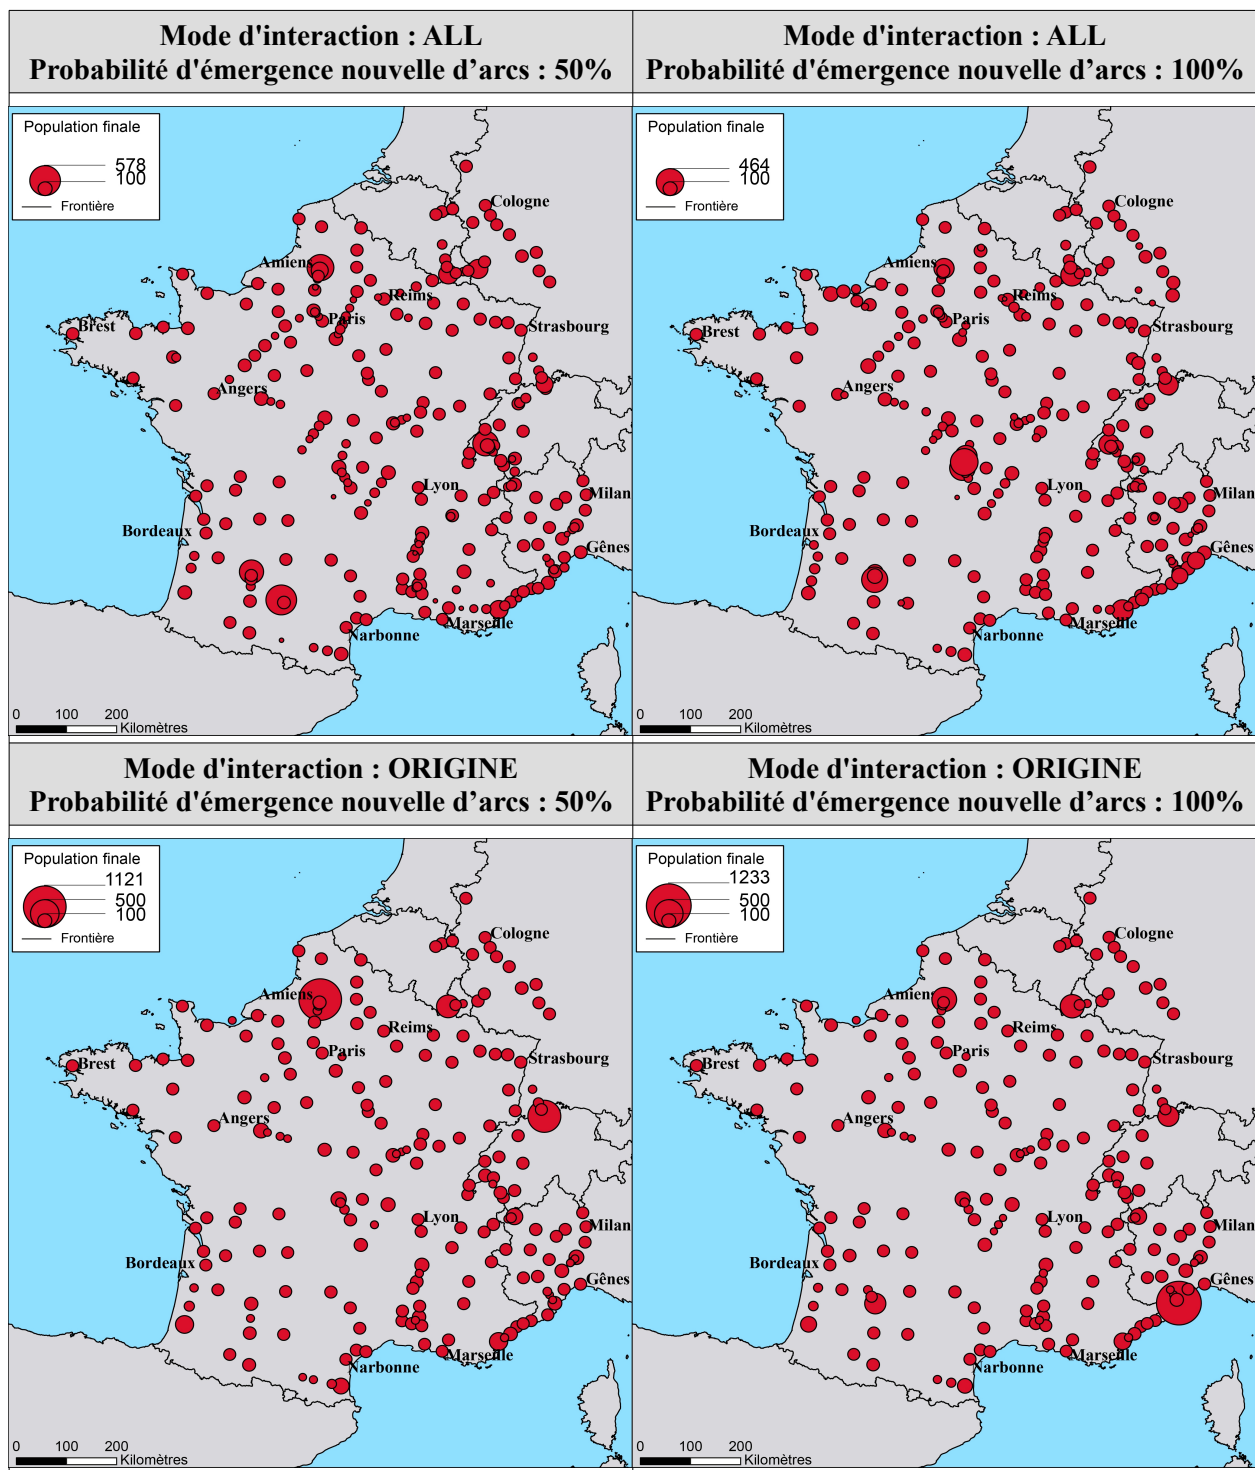 Mode d'interaction : ALL
Probabilité d'émergence nouvelle d’arcs : 50%
Mode d'interaction : ALL
Probabilité d'émergence nouvelle d’arcs : 100%
Population finale
578
100
Frontière
Cologne
Amiens
Reims
Paris
Brest
Strasbourg
Angers
Lyon
Milan
Bordeaux
Gênes
Marseille
Narbonne
0 100 200
Kilomètres
Population finale
464
100
Frontière
Cologne
Amiens
Reims
Paris
Brest
Strasbourg
Angers
Lyon
Milan
Bordeaux
Gênes
Marseille
Narbonne
0 100 200
Kilomètres
Mode d'interaction : ORIGINE
Probabilité d'émergence nouvelle d’arcs : 50%
Mode d'interaction : ORIGINE
Probabilité d'émergence nouvelle d’arcs : 100%
Population finale
1121
500
100
Frontière
Cologne
Amiens
Reims
Paris
Brest
Strasbourg
Angers
Lyon
Milan
Bordeaux
Gênes
Marseille
Narbonne
0 100 200
Kilomètres
Population finale
1233
500
100
Frontière
Cologne
Amiens
Reims
Paris
Brest
Strasbourg
Angers
Lyon
Milan
Bordeaux
Gênes
Marseille
Narbonne
0 100 200
Kilomètres